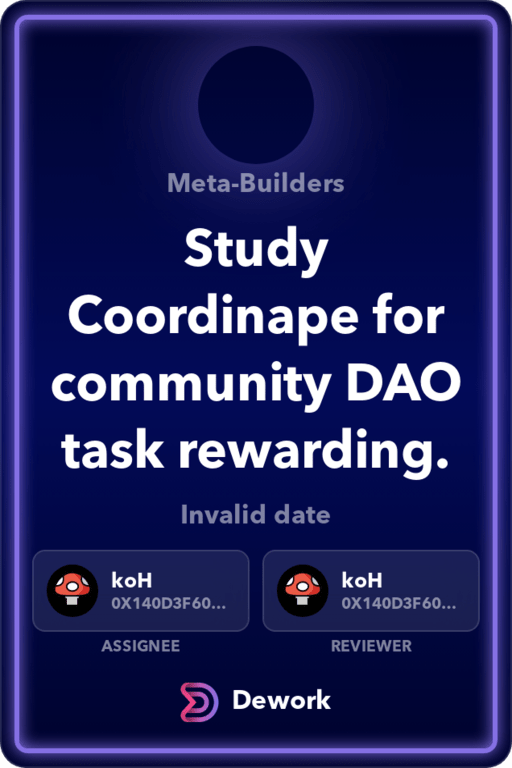 Meta-Builders
Study
Coordinape for
community DAO
task rewarding.
Invalid date
koH
0X140D3F60...
koH
0X140D3F60...
ASSIGNEE
REVIEWER
Dework